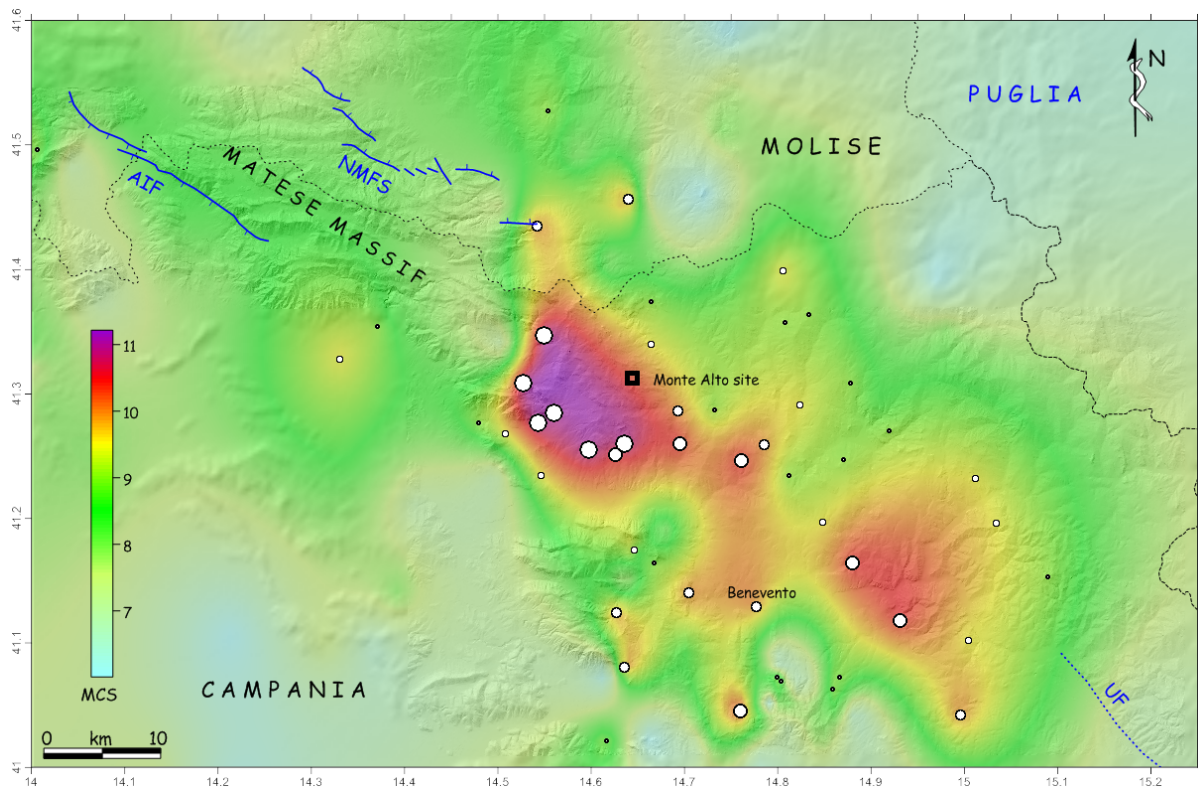 41.6
N
PUGLIA
MOLISE
41.5
MATESE MASSIF
NMFS
AIF
41.4
11
Monte Alto site
41.3
10
9
8
41.2
7
Benevento
41.1
MCS
CAMPANIA
UF
0 km 10
41
14 14.1 14.2 14.3 14.4 14.5 14.6 14.7 14.8 14.9 15 15.1 15.2